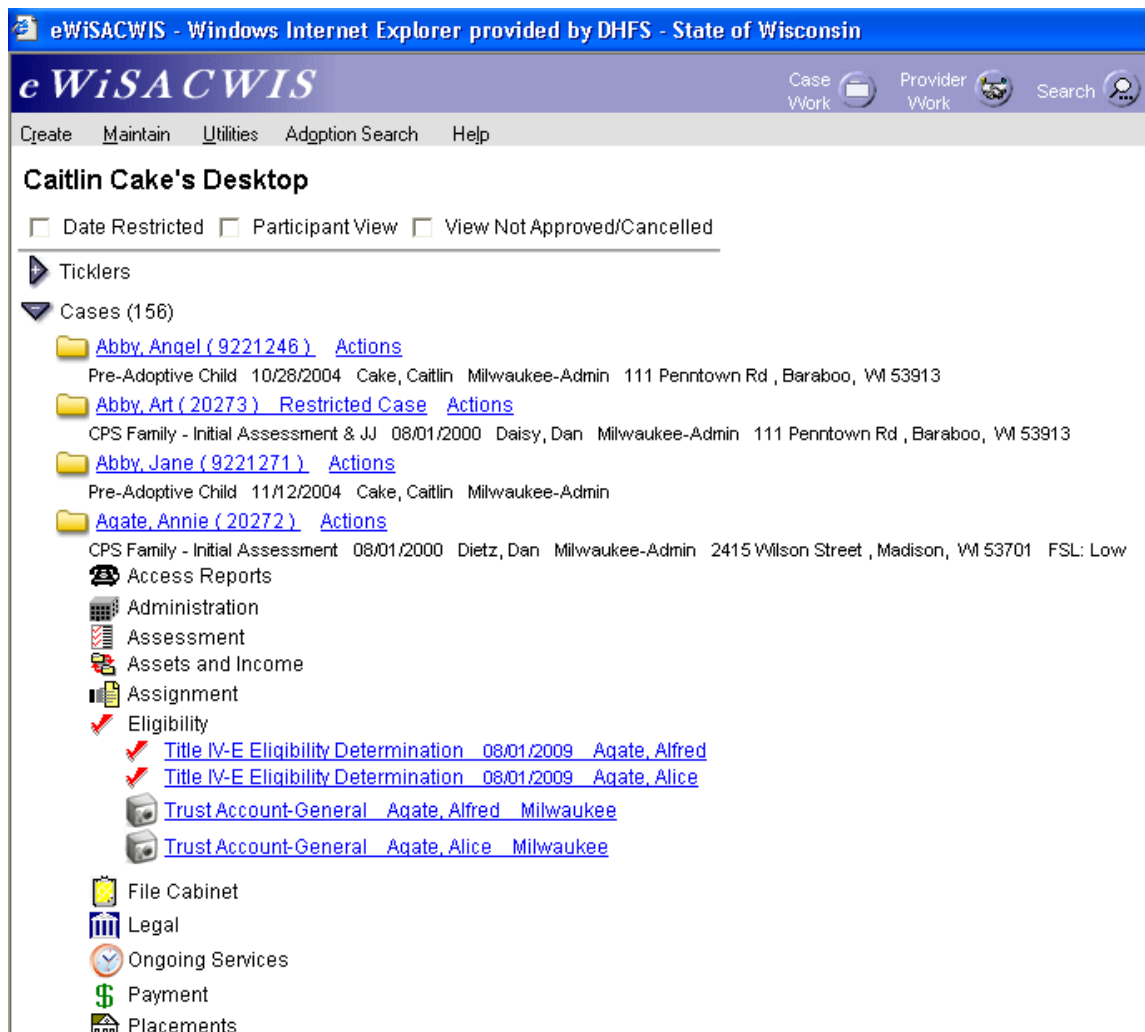 eWiSACWIS - Windows Internet Explorer provided by DHFS - State of Wisconsin
e WiSACWIS Case Work Provider Work Search
Create Maintain Utilities Adoption Search Help
Caitlin Cake's Desktop
Date Restricted Participant View View Not Approved/Cancelled
Ticklers
Cases (156)
Abby, Angel ( 9221246 ) Actions
Pre-Adoptive Child 10/28/2004 Cake, Caitlin Milwaukee-Admin 111 Penntown Rd , Baraboo, WI 53913
Abby, Art ( 20273 ) Restricted Case Actions
CPS Family - Initial Assessment & JJ 08/01/2000 Daisy, Dan Milwaukee-Admin 111 Penntown Rd , Baraboo, WI 53913
Abby, Jane ( 9221271 ) Actions
Pre-Adoptive Child 11/12/2004 Cake, Caitlin Milwaukee-Admin
Agate, Annie ( 20272 ) Actions
CPS Family - Initial Assessment 08/01/2000 Dietz, Dan Milwaukee-Admin 2415 Wilson Street , Madison, WI 53701 FSL: Low
Access Reports
Administration
Assessment
Assets and Income
Assignment
Eligibility
Title IV-E Eligibility Determination 08/01/2009 Agate, Alfred
Title IV-E Eligibility Determination 08/01/2009 Agate, Alice
Trust Account-General Agate, Alfred Milwaukee
Trust Account-General Agate, Alice Milwaukee
File Cabinet
Legal
Ongoing Services
Payment
Placements